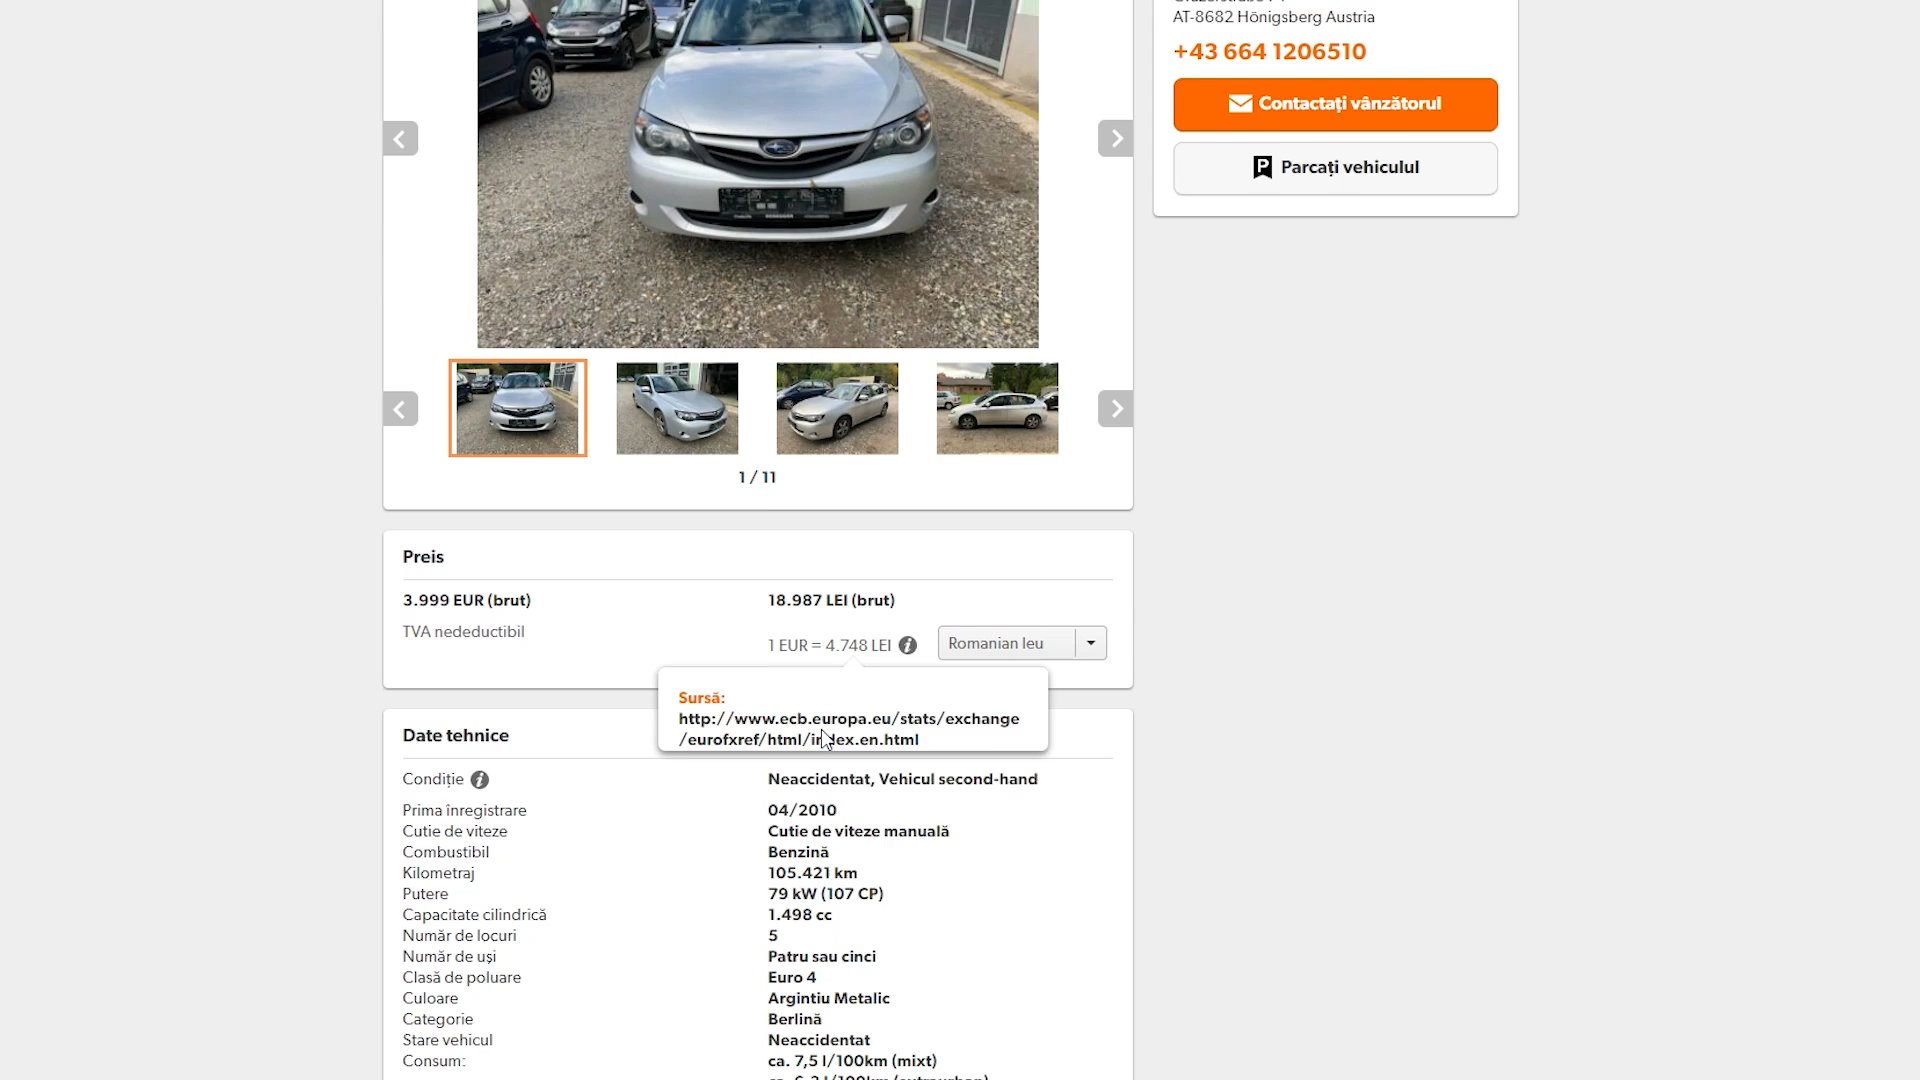 AT-8682 Hönigsberg Austria
+43 664 1206510
Contactați vânzătorul
Parcați vehiculul
1 / 11
Preis
3.999 EUR (brut)
18.987 LEI (brut)
TVA nedeductibil
1 EUR = 4.748 LEI
Romanian leu
Sursă:
http://www.ecb.europa.eu/stats/exchange
/eurofxref/html/index.en.html
Date tehnice
Condiție
Neaccidentat, Vehicul second-hand
Prima înregistrare
04/2010
Cutie de viteze
Cutie de viteze manuală
Combustibil
Benzină
Kilometraj
105.421 km
Putere
79 kW (107 CP)
Capacitate cilindrică
1.498 cc
Număr de locuri
5
Număr de uși
Patru sau cinci
Clasă de poluare
Euro 4
Culoare
Argintiu Metalic
Categorie
Berlină
Stare vehicul
Neaccidentat
Consum:
ca. 7,5 l/100km (mixt)